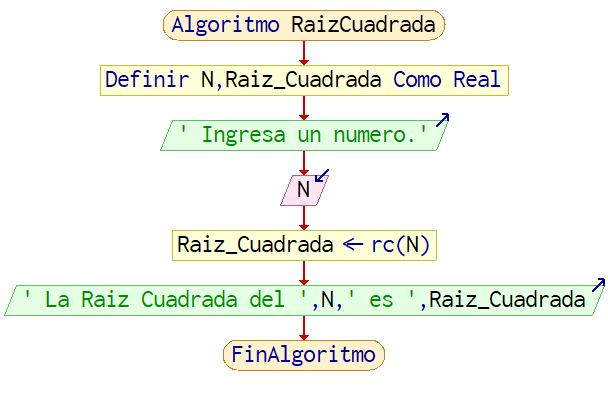 Algoritmo RaizCuadrada
Definir N,Raiz_Cuadrada Como Real
' Ingresa un numero.'
N
Raiz_Cuadrada ← rc(N)
' La Raiz Cuadrada del ',N,' es ',Raiz_Cuadrada
FinAlgoritmo